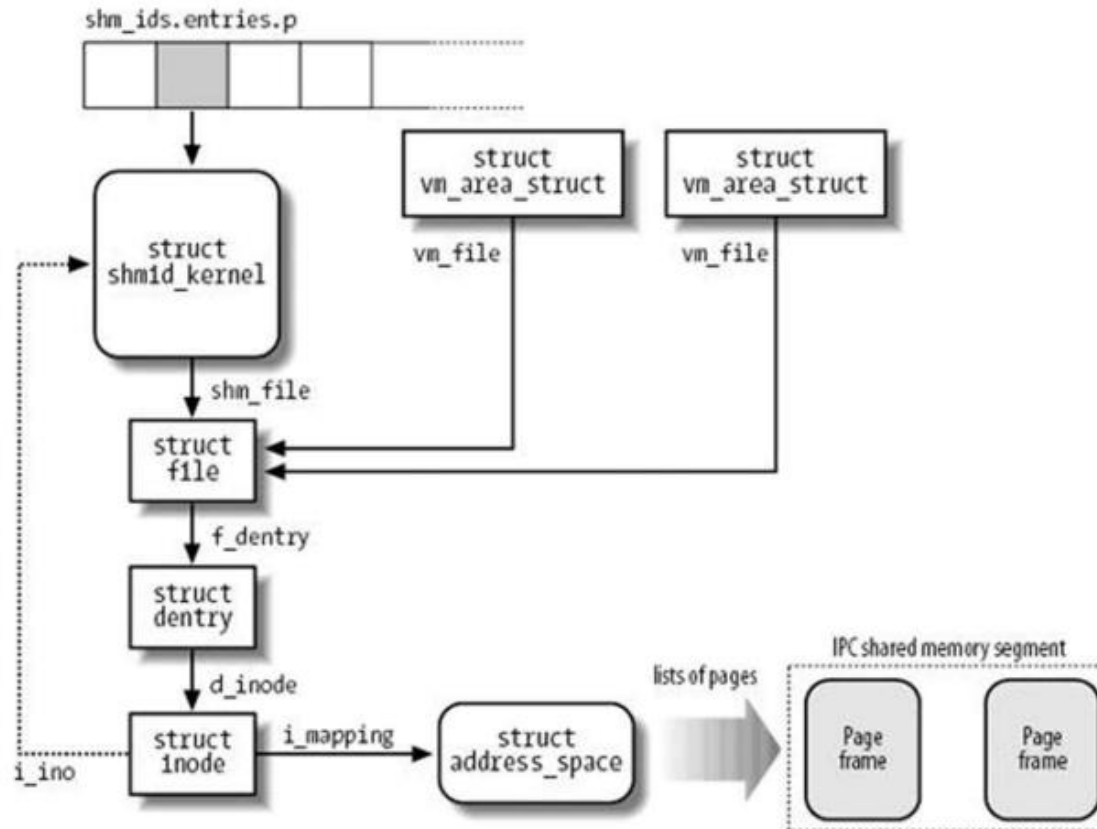 shm_ids.entries.p
struct
vm_area_struct
struct
vm_area_struct
struct
shmid_kernel
vm_file
vm_file
shm_file
struct
file
f_dentry
struct
dentry
d_inode
struct
inode
i_mapping
struct
address_space
i_ino
lists of pages
IPC shared memory segment
Page
frame
Page
frame